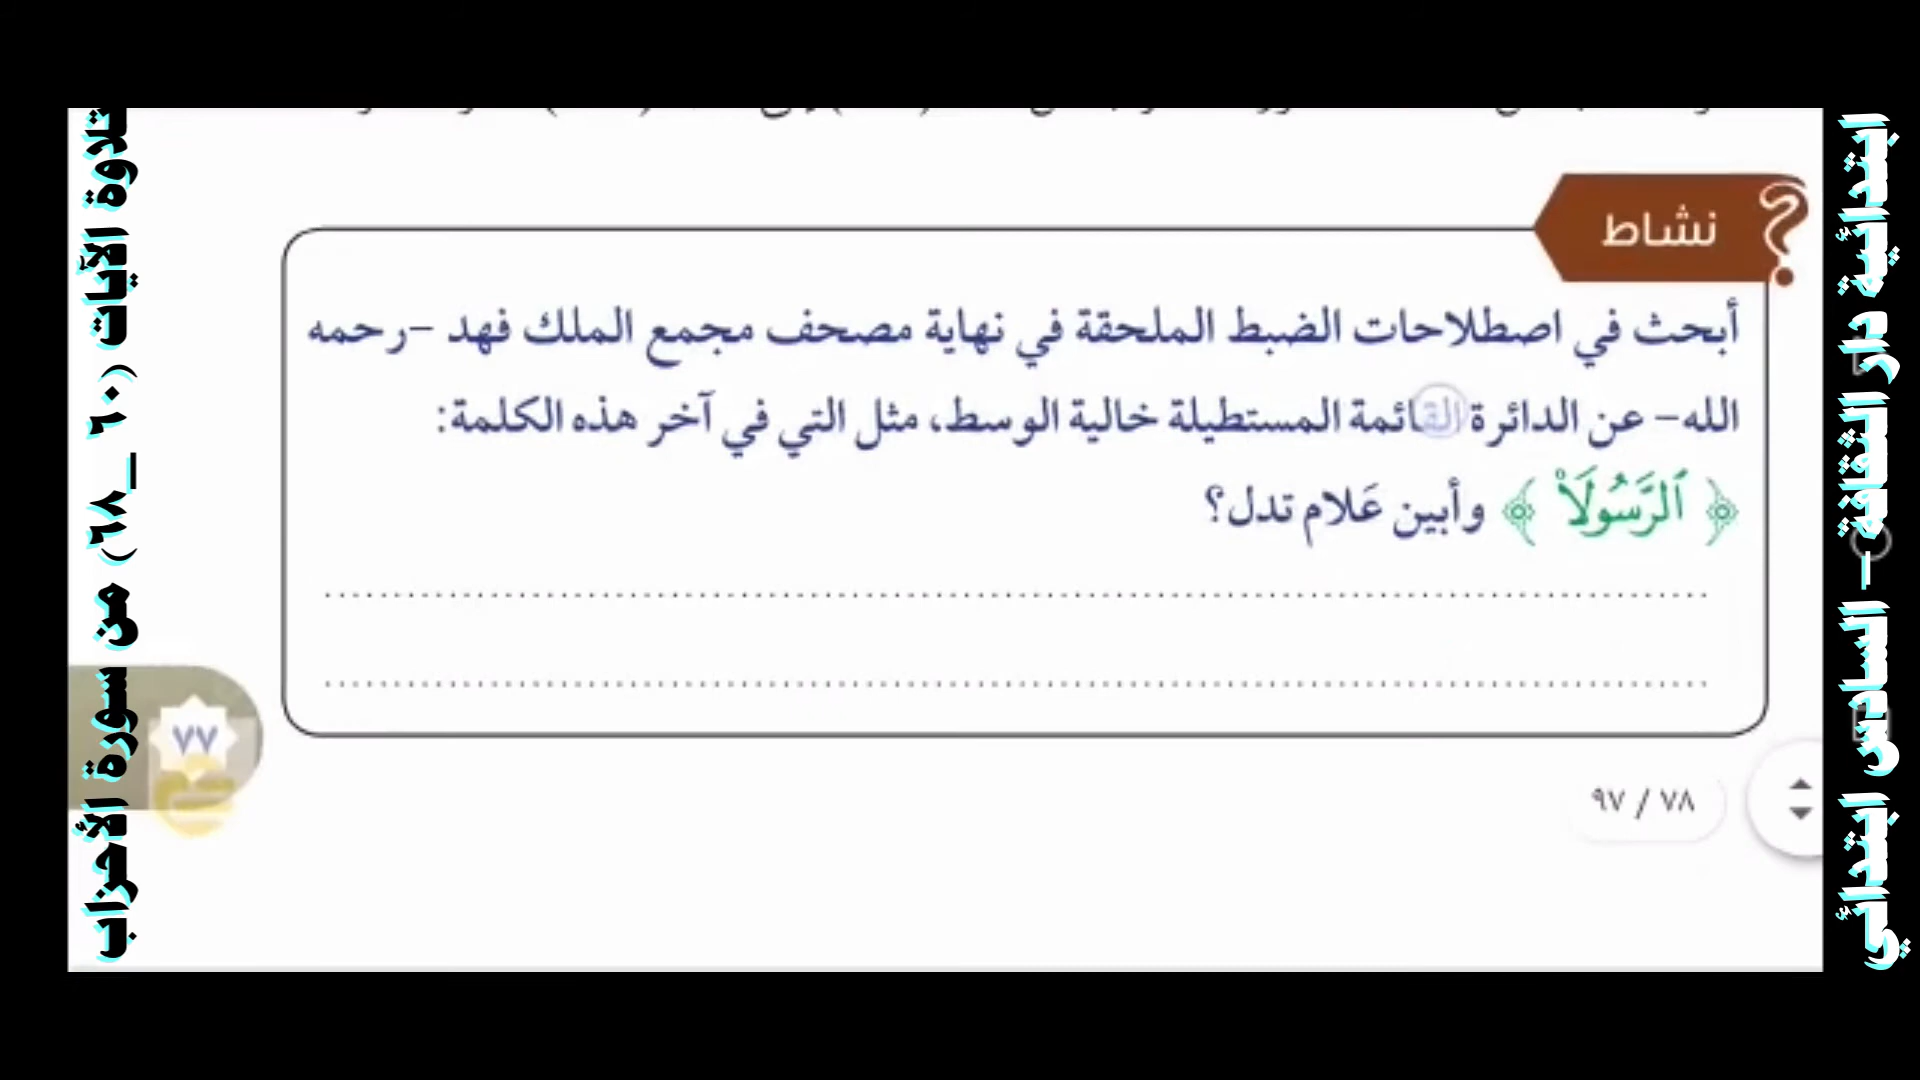 نشاط
أبحث في اصطلاحات الضبط الملحقة في نهاية مصحف مجمع الملك فهد -رحمه
الله- عن الدائرة القائمة المستطيلة خالية الوسط، مثل التي في آخر هذه الكلمة:
﴿ ٱلرَّسُولَا۠ ﴾ وأبين عَلام تدل؟
٧٧
٧٨ / ٩٧
تلاوة الآيات (٦٠ _ ٦٨) من سورة الأحزاب
ابتدائية دار الثقافة – السادس ابتدائي